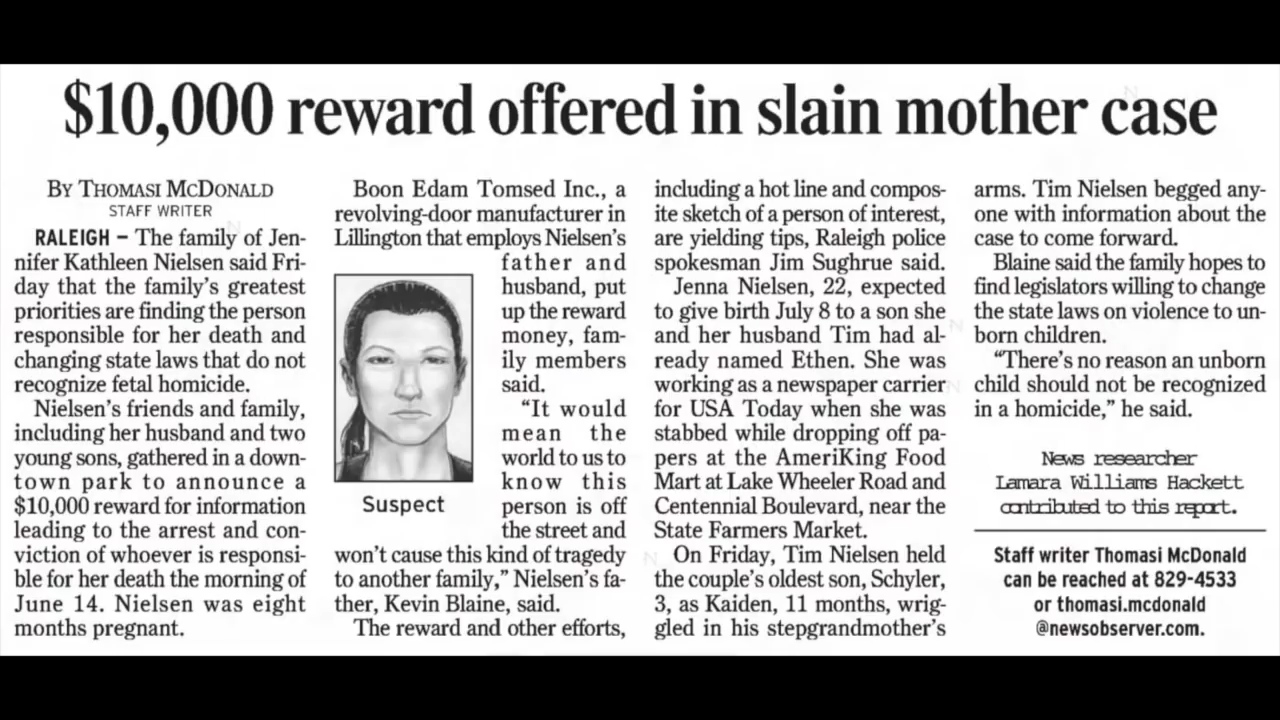 $10,000 reward offered in slain mother case
BY THOMASI MCDONALD
STAFF WRITER
RALEIGH – The family of Jen-
nifer Kathleen Nielsen said Fri-
day that the family's greatest
priorities are finding the person
responsible for her death and
changing state laws that do not
recognize fetal homicide.
Nielsen's friends and family,
including her husband and two
young sons, gathered in a down-
town park to announce a
$10,000 reward for information
leading to the arrest and con-
viction of whoever is responsi-
ble for her death the morning of
June 14. Nielsen was eight
months pregnant.
Boon Edam Tomsed Inc., a
revolving-door manufacturer in
Lillington that employs Nielsen's
father and
husband, put
up the reward
money, fam-
ily members
said.
"It would
mean the
world to us to
know this
person is off
the street and
Suspect
won't cause this kind of tragedy
to another family," Nielsen's fa-
ther, Kevin Blaine, said.
The reward and other efforts,
including a hot line and compos-
ite sketch of a person of interest,
are yielding tips, Raleigh police
spokesman Jim Sughrue said.
Jenna Nielsen, 22, expected
to give birth July 8 to a son she
and her husband Tim had al-
ready named Ethen. She was
working as a newspaper carrier
for USA Today when she was
stabbed while dropping off pa-
pers at the AmeriKing Food
Mart at Lake Wheeler Road and
Centennial Boulevard, near the
State Farmers Market.
On Friday, Tim Nielsen held
the couple's oldest son, Schyler,
3, as Kaiden, 11 months, wrig-
gled in his stepgrandmother's
arms. Tim Nielsen begged any-
one with information about the
case to come forward.
Blaine said the family hopes to
find legislators willing to change
the state laws on violence to un-
born children.
"There's no reason an unborn
child should not be recognized
in a homicide," he said.
News researcher
Lamara Williams Hackett
contributed to this report.
Staff writer Thomasi McDonald
can be reached at 829-4533
or thomasi.mcdonald
@newsobserver.com.